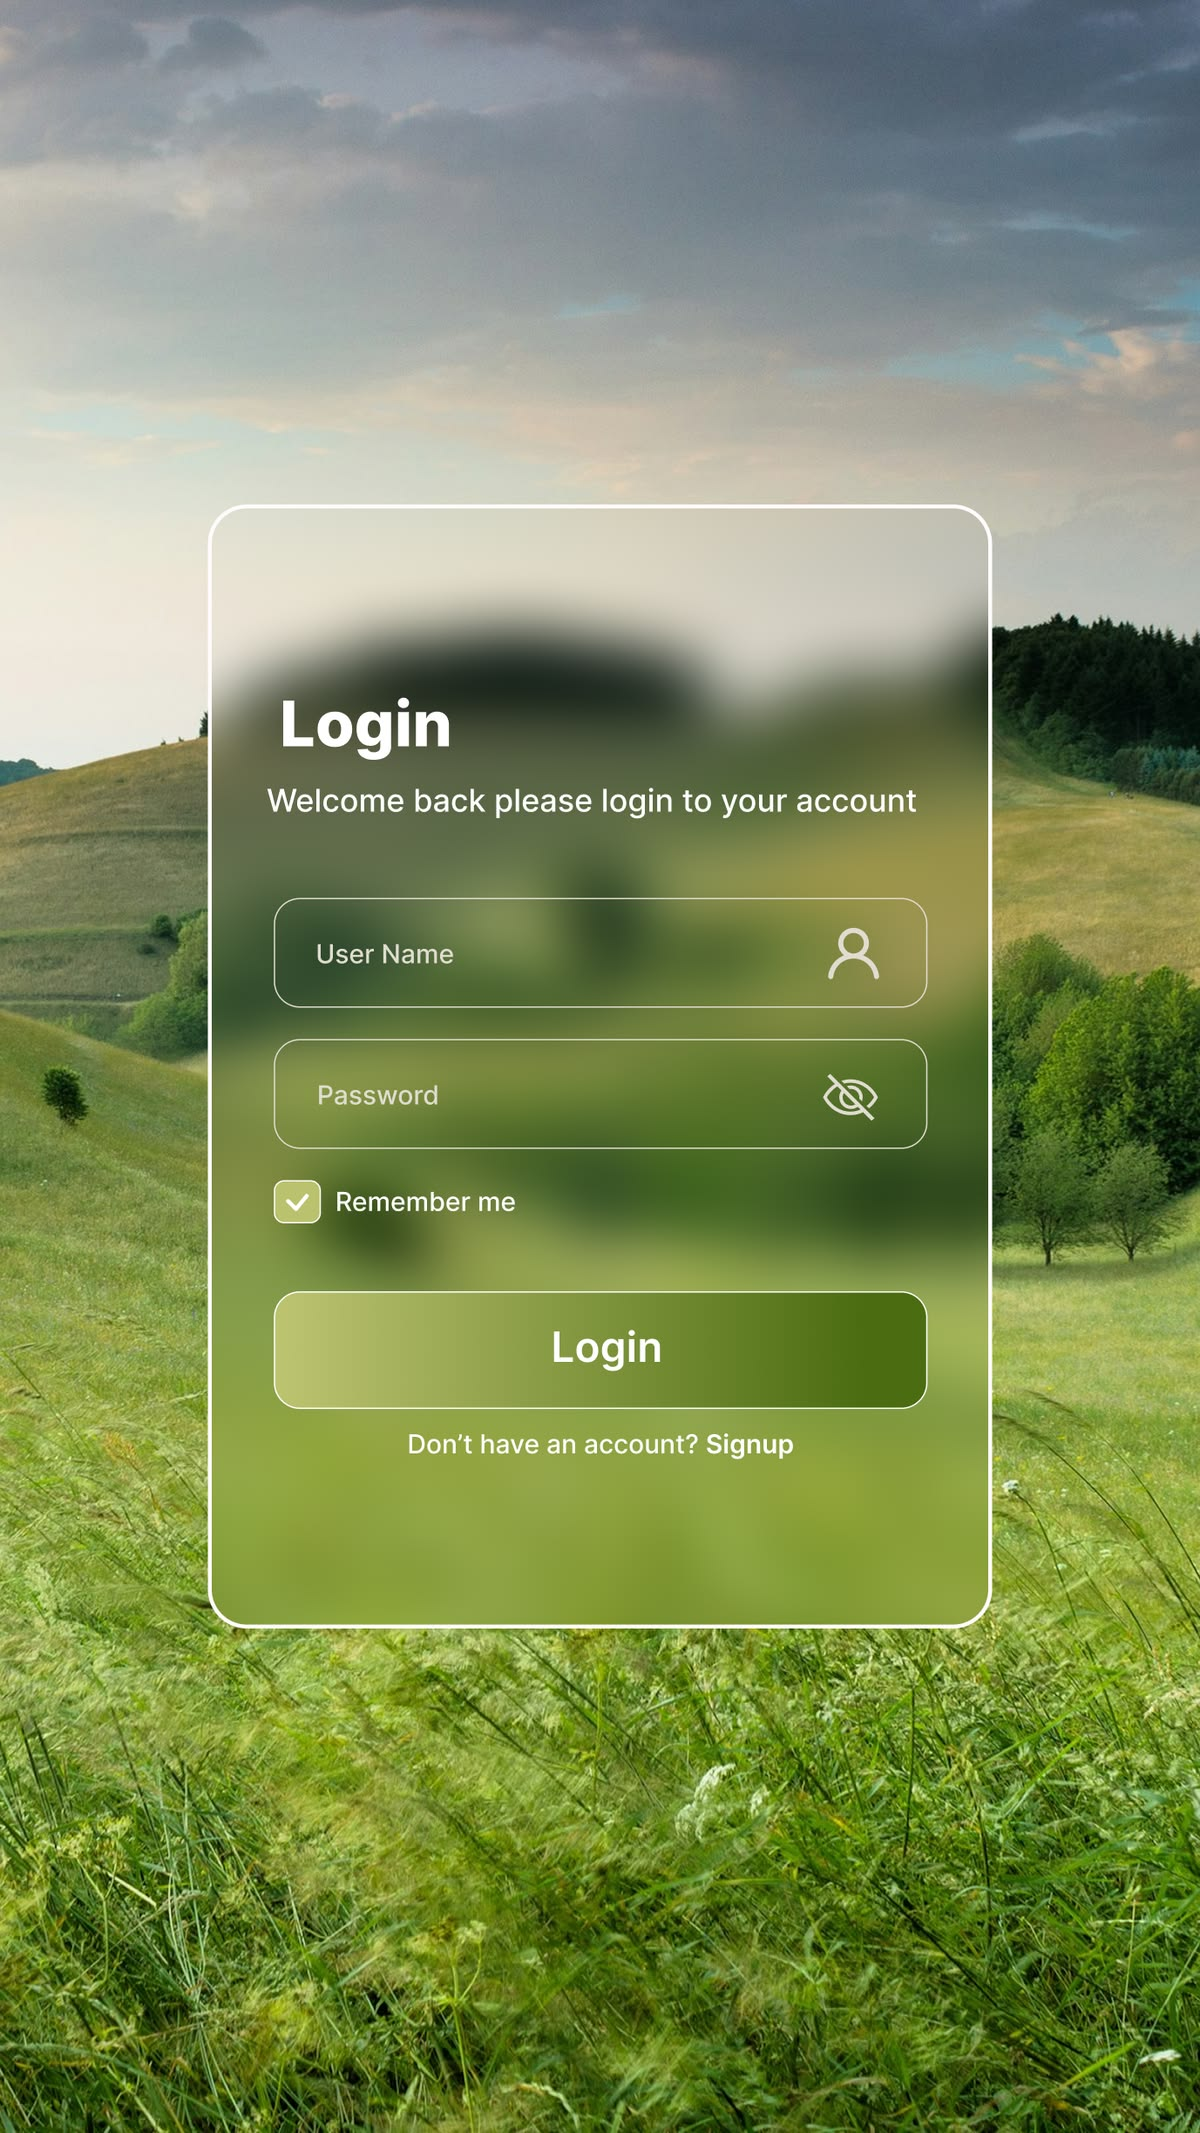 Login
Welcome back please login to your account
User Name
Password
Remember me
Login
Don’t have an account? Signup